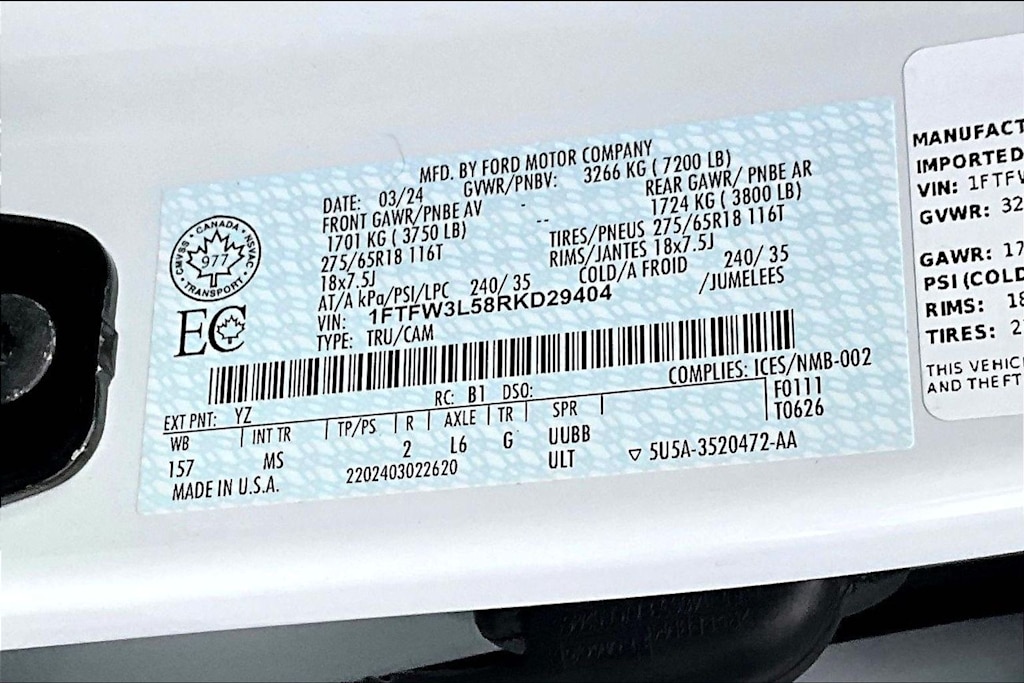 MFD. BY FORD MOTOR COMPANY
DATE: 03/24 GVWR/PNBV: 3266 KG ( 7200 LB)
FRONT GAWR/PNBE AV - REAR GAWR/ PNBE AR
1701 KG ( 3750 LB) -- 1724 KG ( 3800 LB)
275/65R18 116T TIRES/PNEUS 275/65R18 116T
18x7.5J RIMS/JANTES 18x7.5J
AT/A kPa/PSI/LPC 240/ 35 COLD/A FROID 240/ 35
VIN: 1FTFW3L58RKD29404 /JUMELEES
TYPE: TRU/CAM
CMVSS • CANADA • NSVAC
977
TRANSPORT
EC
COMPLIES: ICES/NMB-002
EXT PNT: YZ RC: B1 DSO: F0111
WB INT TR TP/PS R AXLE TR SPR T0626
157 MS 2 L6 G UUBB
2202403022620 ULT ▽ 5U5A-3520472-AA
MADE IN U.S.A.
MANUFACT
IMPORTED
VIN: 1FTFW
GVWR: 32
GAWR: 17
PSI (COLD
RIMS: 18
TIRES: 2
THIS VEHIC
AND THEFT